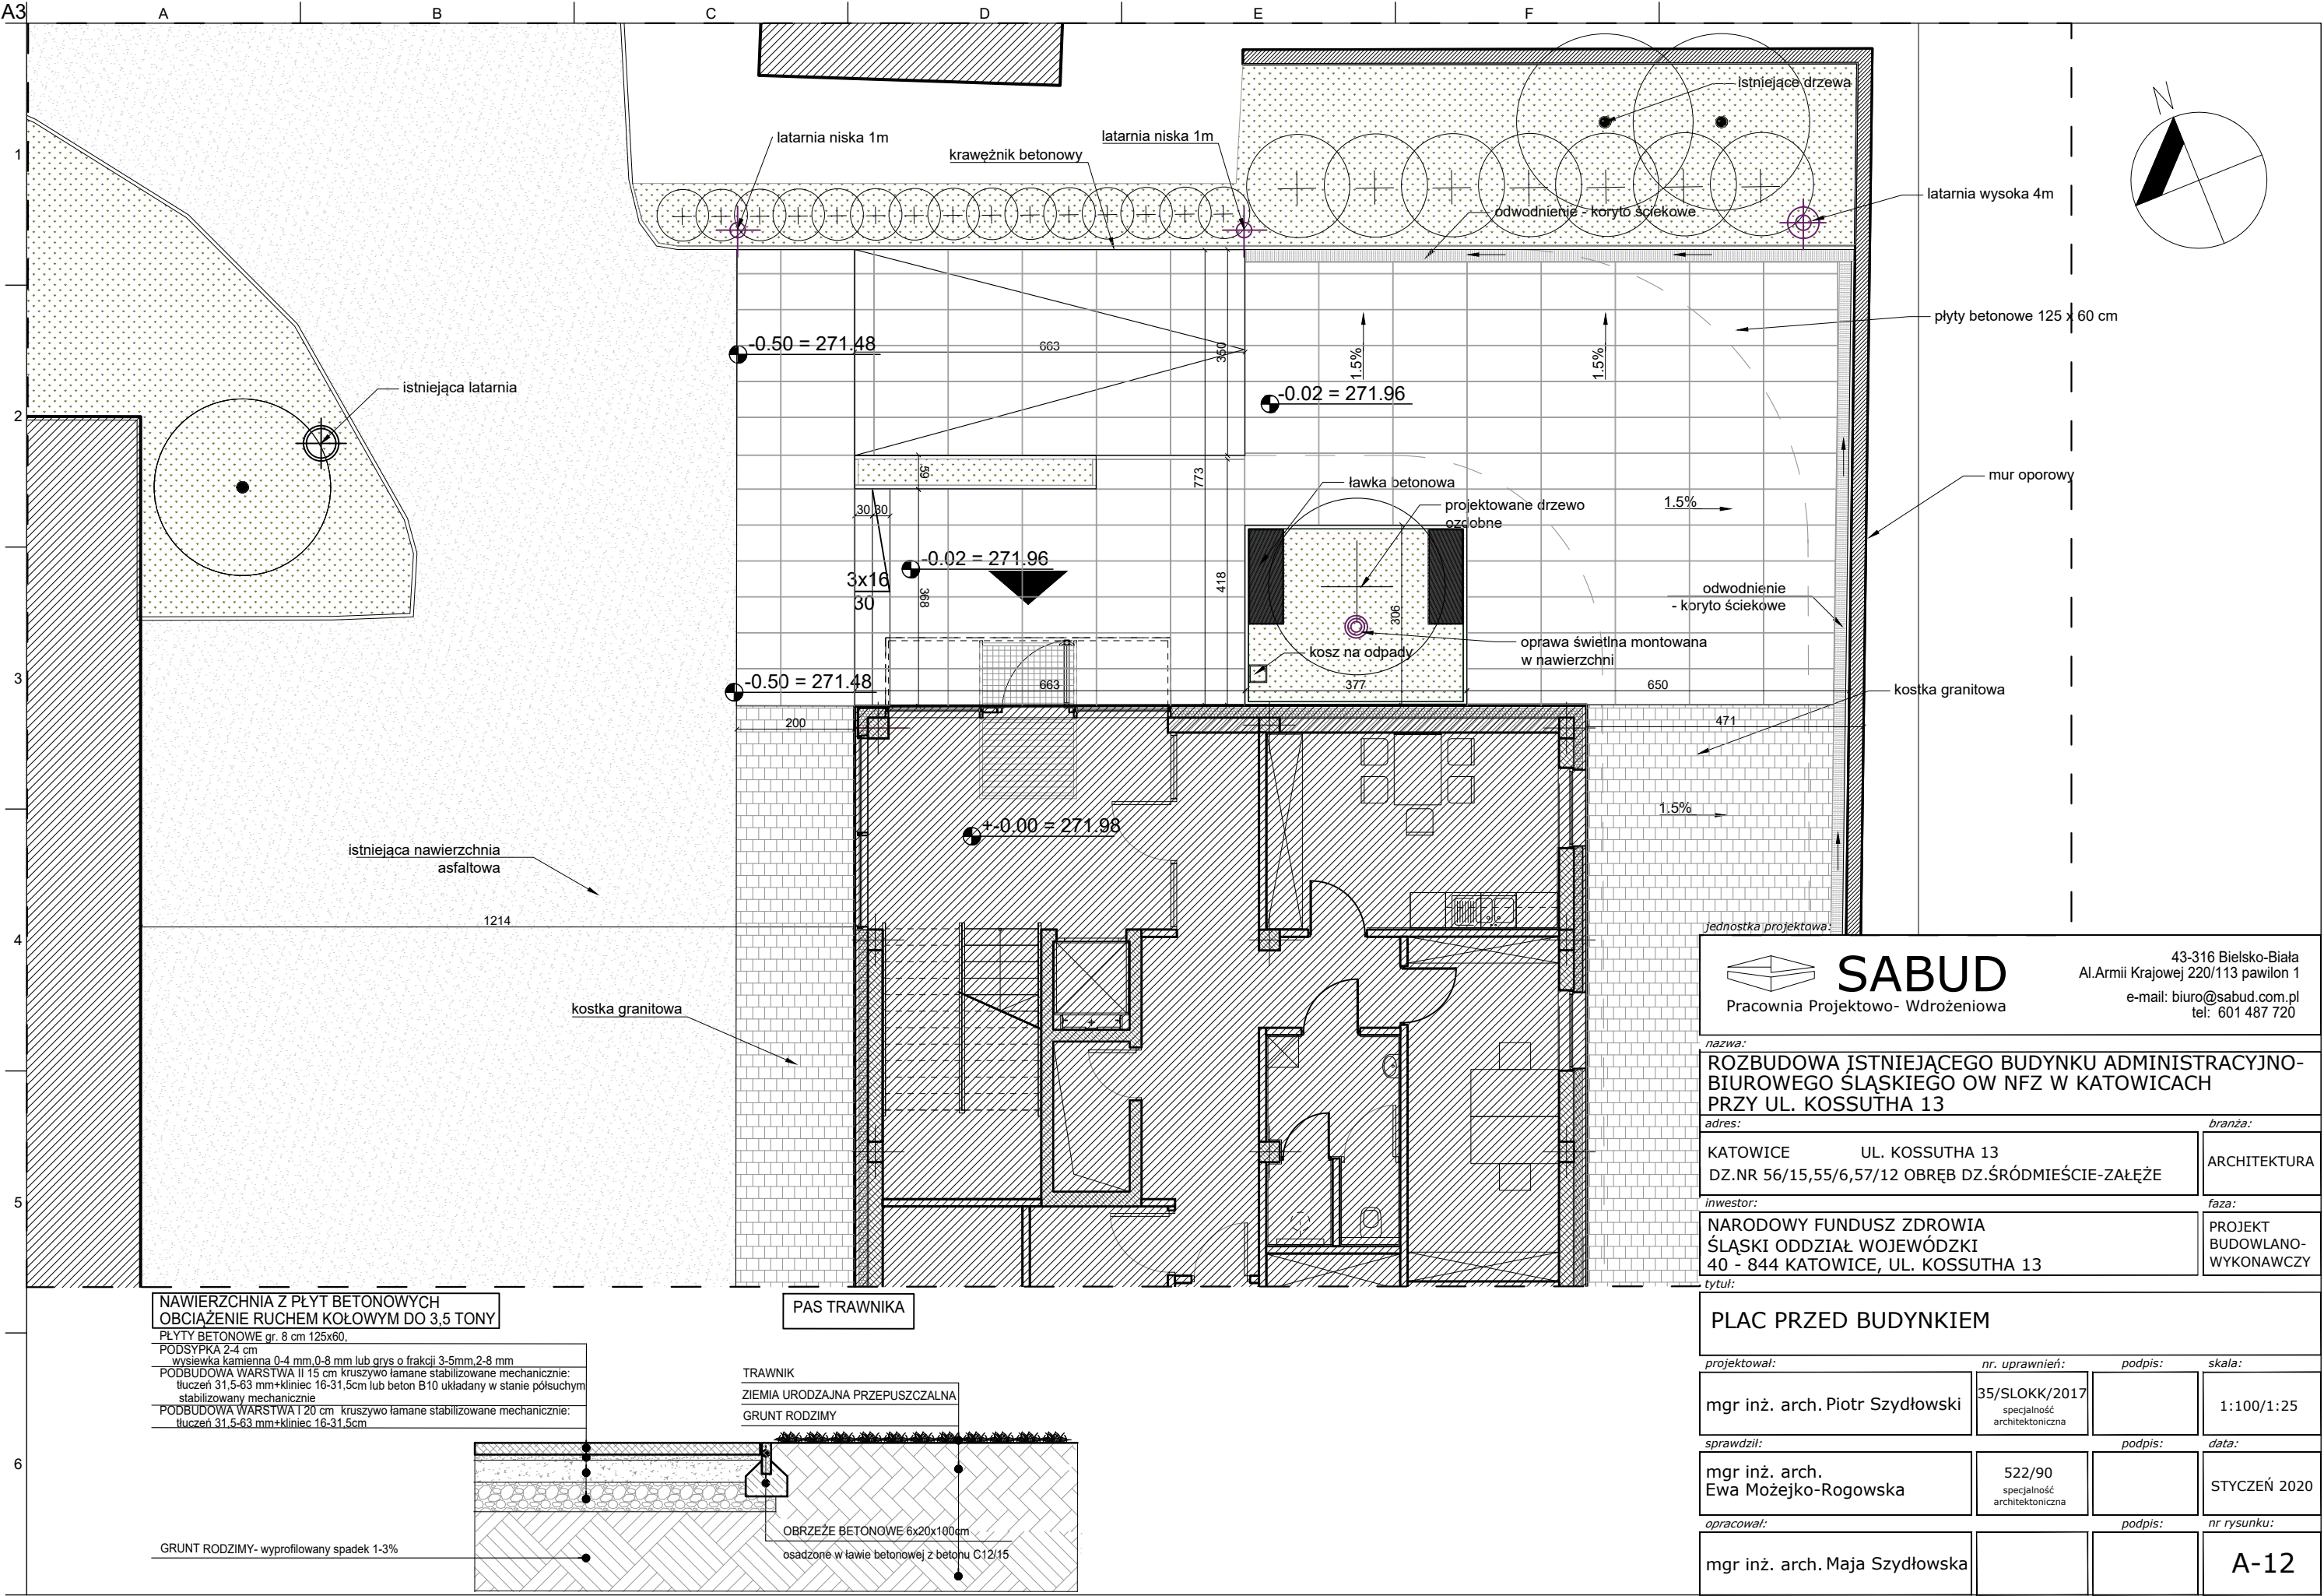 A3
A
B
C
D
E
F
1
2
3
4
5
6
N
istniejące drzewa
latarnia niska 1m
latarnia niska 1m
krawężnik betonowy
latarnia wysoka 4m
odwodnienie - koryto ściekowe
płyty betonowe 125 x 60 cm
-0.50 = 271.48
663
350
1.5%
1.5%
-0.02 = 271.96
istniejąca latarnia
59
773
mur oporowy
ławka betonowa
projektowane drzewo
ozdobne
1.5%
30
30
-0.02 = 271.96
3x16
30
368
418
306
odwodnienie
- koryto ściekowe
oprawa świetlna montowana
w nawierzchni
kosz na odpady
-0.50 = 271.48
663
377
650
kostka granitowa
200
471
1.5%
+-0.00 = 271.98
istniejąca nawierzchnia
asfaltowa
1214
kostka granitowa
jednostka projektowa:
SABUD
Pracownia Projektowo- Wdrożeniowa
43-316 Bielsko-Biała
Al.Armii Krajowej 220/113 pawilon 1
e-mail: biuro@sabud.com.pl
tel: 601 487 720
nazwa:
ROZBUDOWA ISTNIEJĄCEGO BUDYNKU ADMINISTRACYJNO-
BIUROWEGO ŚLĄSKIEGO OW NFZ W KATOWICACH
PRZY UL. KOSSUTHA 13
adres:
branża:
KATOWICE UL. KOSSUTHA 13
DZ.NR 56/15,55/6,57/12 OBRĘB DZ.ŚRÓDMIEŚCIE-ZAŁĘŻE
ARCHITEKTURA
inwestor:
faza:
NARODOWY FUNDUSZ ZDROWIA
ŚLĄSKI ODDZIAŁ WOJEWÓDZKI
40 - 844 KATOWICE, UL. KOSSUTHA 13
PROJEKT
BUDOWLANO-
WYKONAWCZY
tytuł:
PLAC PRZED BUDYNKIEM
projektował:
nr. uprawnień:
podpis:
skala:
mgr inż. arch. Piotr Szydłowski
35/SLOKK/2017
specjalność
architektoniczna
1:100/1:25
sprawdził:
podpis:
data:
mgr inż. arch.
Ewa Możejko-Rogowska
522/90
specjalność
architektoniczna
STYCZEŃ 2020
opracował:
podpis:
nr rysunku:
mgr inż. arch. Maja Szydłowska
A-12
NAWIERZCHNIA Z PŁYT BETONOWYCH
OBCIĄŻENIE RUCHEM KOŁOWYM DO 3,5 TONY
PŁYTY BETONOWE gr. 8 cm 125x60,
PODSYPKA 2-4 cm
wysiewka kamienna 0-4 mm,0-8 mm lub grys o frakcji 3-5mm,2-8 mm
PODBUDOWA WARSTWA II 15 cm kruszywo łamane stabilizowane mechanicznie:
tłuczeń 31,5-63 mm+kliniec 16-31,5cm lub beton B10 układany w stanie półsuchym
stabilizowany mechanicznie
PODBUDOWA WARSTWA I 20 cm kruszywo łamane stabilizowane mechanicznie:
tłuczeń 31,5-63 mm+kliniec 16-31,5cm
GRUNT RODZIMY- wyprofilowany spadek 1-3%
PAS TRAWNIKA
TRAWNIK
ZIEMIA URODZAJNA PRZEPUSZCZALNA
GRUNT RODZIMY
OBRZEŻE BETONOWE 6x20x100cm
osadzone w ławie betonowej z betonu C12/15